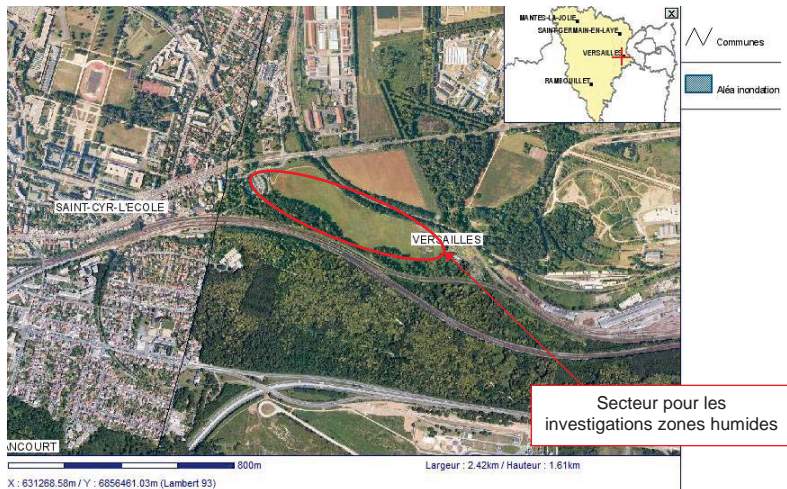 MANTES-LA-JOLIE
SAINT-GERMAIN-EN-LAYE
VERSAILLES
RAMBOUILLET
X
Communes
Aléa inondation
SAINT-CYR-L'ECOLE
VERSAILLES
Secteur pour les
investigations zones humides
ANCOURT
800m
Largeur : 2.42km / Hauteur : 1.61km
X : 631268.58m / Y : 6856461.03m (Lambert 93)